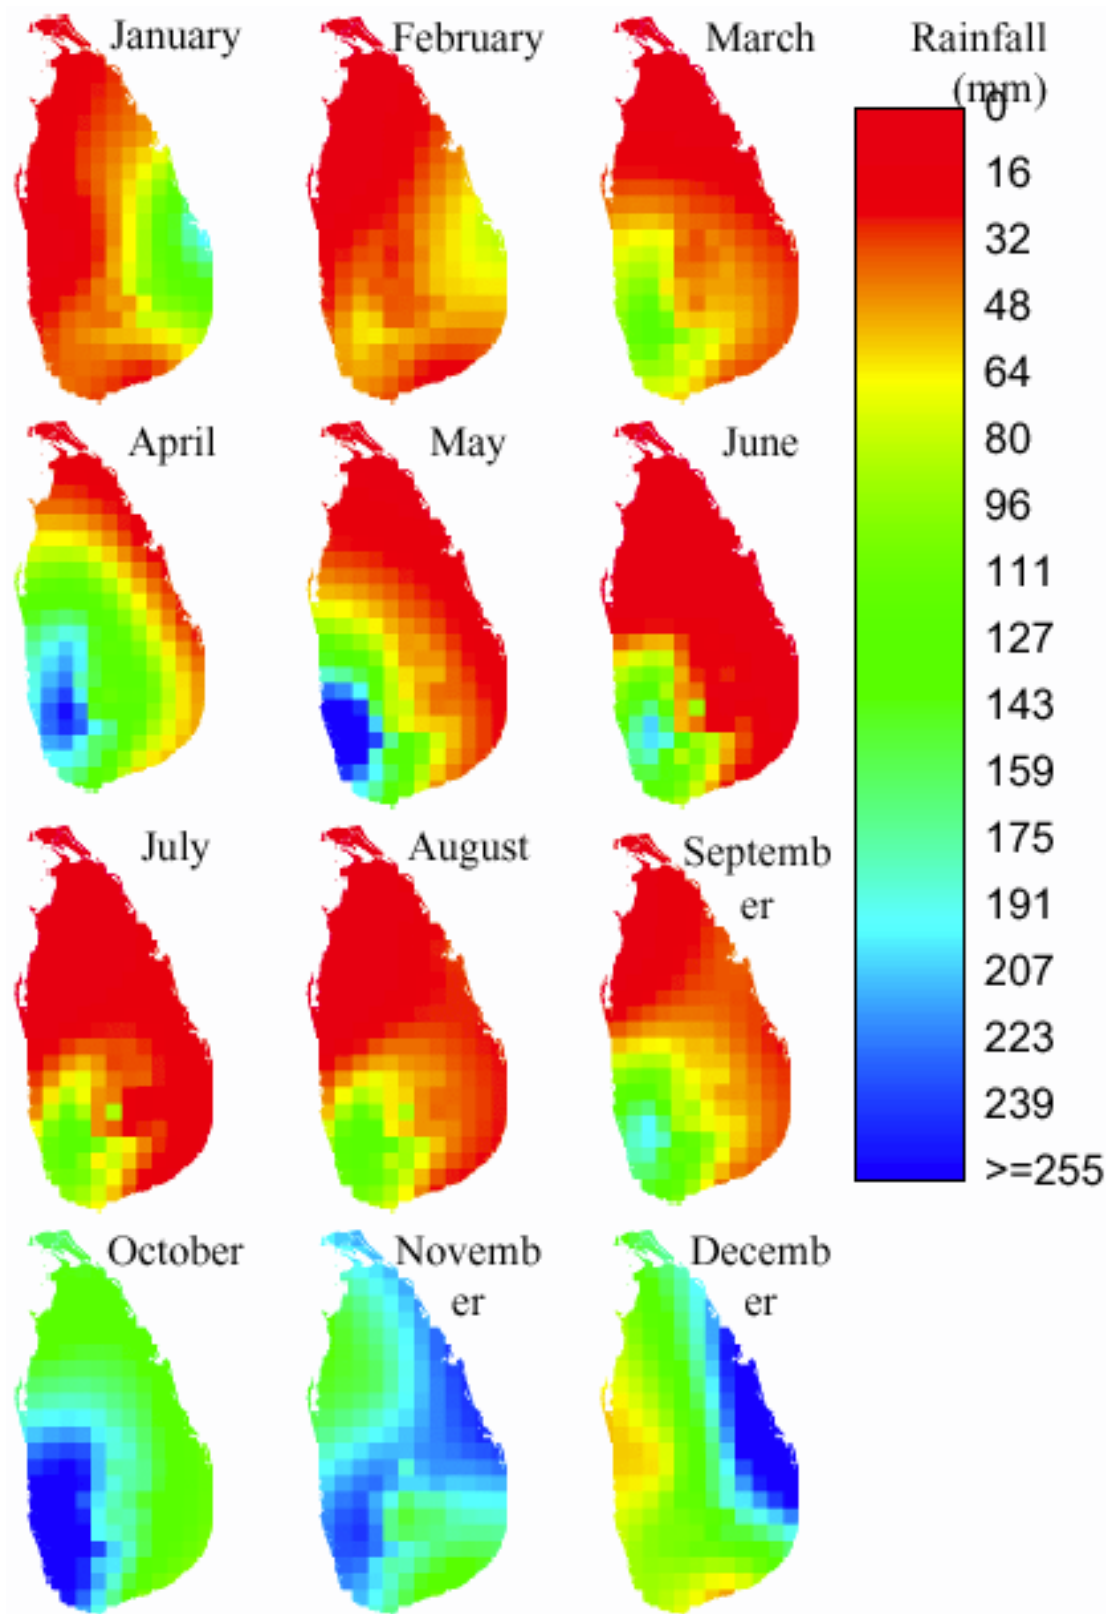 January
February
March
Rainfall
(mm)
0
16
32
48
64
80
96
111
127
143
159
175
191
207
223
239
>=255
April
May
June
July
August
Septemb
er
October
Novemb
er
Decemb
er